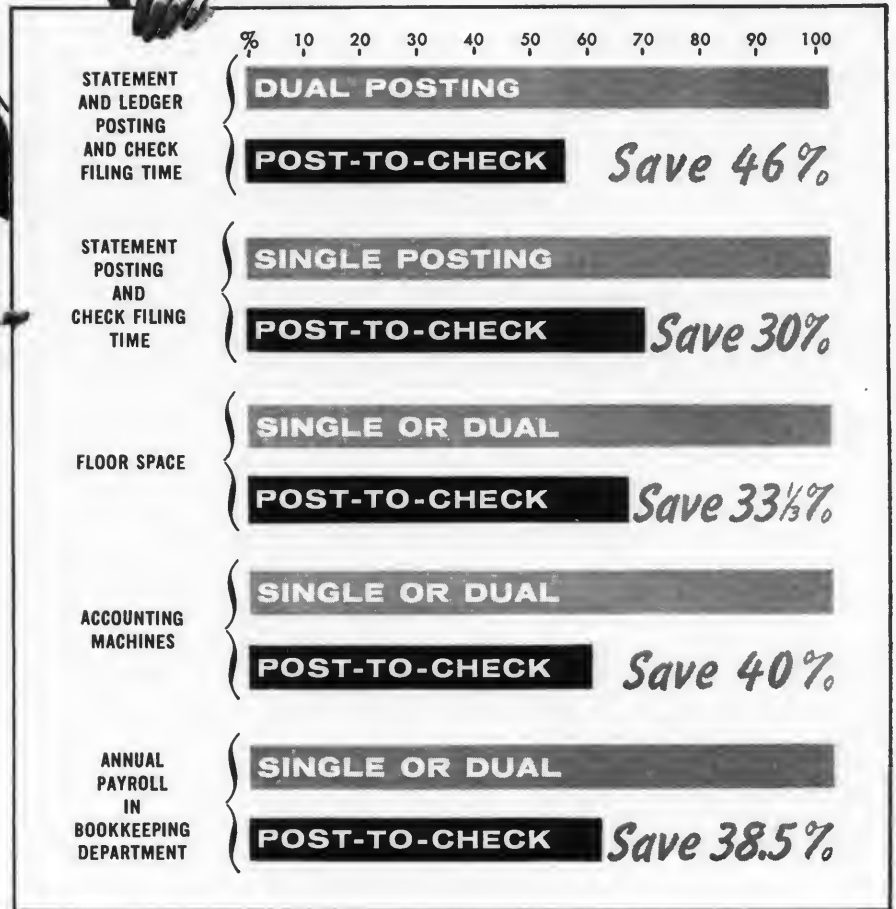 % 10 20 30 40 50 60 70 80 90 100
STATEMENT
AND LEDGER
POSTING
AND CHECK
FILING TIME
DUAL POSTING
POST-TO-CHECK Save 46%
STATEMENT
POSTING
AND
CHECK FILING
TIME
SINGLE POSTING
POST-TO-CHECK Save 30%
FLOOR SPACE
SINGLE OR DUAL
POST-TO-CHECK Save 33⅓%
ACCOUNTING
MACHINES
SINGLE OR DUAL
POST-TO-CHECK Save 40%
ANNUAL
PAYROLL
IN
BOOKKEEPING
DEPARTMENT
SINGLE OR DUAL
POST-TO-CHECK Save 38.5%